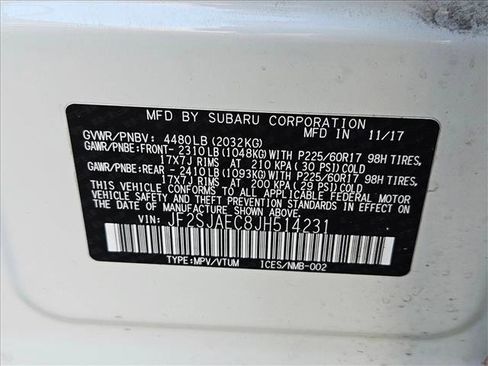 MFD BY SUBARU CORPORATION
GVWR/PNBV: 4480LB (2032KG) DATE: 11/17
GAWR/PNBE:FRONT- 2310LB (1048KG)WITH P225/60R17 98H TIRES,
17X7J RIMS AT 210 KPA (30 PSI)COLD
GAWR/PNBE:REAR - 2410LB (1093KG)WITH P225/60R17 98H TIRES,
17X7J RIMS AT 200 KPA (29 PSI)COLD
THIS VEHICLE CONFORMS TO ALL APPLICABLE FEDERAL MOTOR
VEHICLE SAFETY AND THEFT PREVENTION STANDARDS IN
EFFECT ON THE DATE OF MANUFACTURE SHOWN ABOVE.
JF2SJAEC8JH514231
TYPE:MPV/VTUM ICES/NMB-002